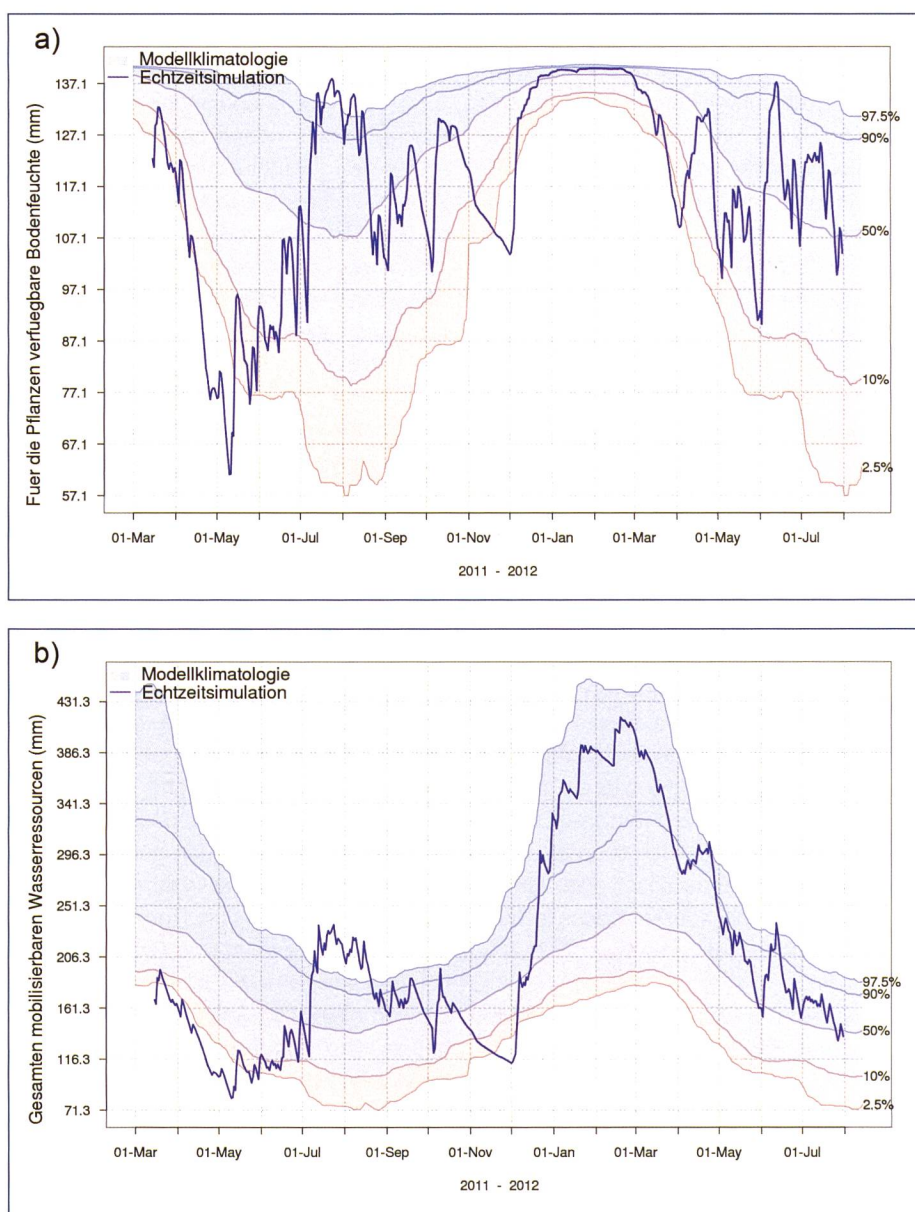 a)
Modellklimatologie
Echtzeitsimulation
Fuer die Pflanzen verfuegbare Bodenfeuchte (mm)
137.1
127.1
117.1
107.1
97.1
87.1
77.1
67.1
57.1
97.5%
90%
50%
10%
2.5%
01-Mar 01-May 01-Jul 01-Sep 01-Nov 01-Jan 01-Mar 01-May 01-Jul
2011 - 2012
b)
Modellklimatologie
Echtzeitsimulation
Gesamten mobilisierbaren Wasserressourcen (mm)
431.3
386.3
341.3
296.3
251.3
206.3
161.3
116.3
71.3
97.5%
90%
50%
10%
2.5%
01-Mar 01-May 01-Jul 01-Sep 01-Nov 01-Jan 01-Mar 01-May 01-Jul
2011 - 2012